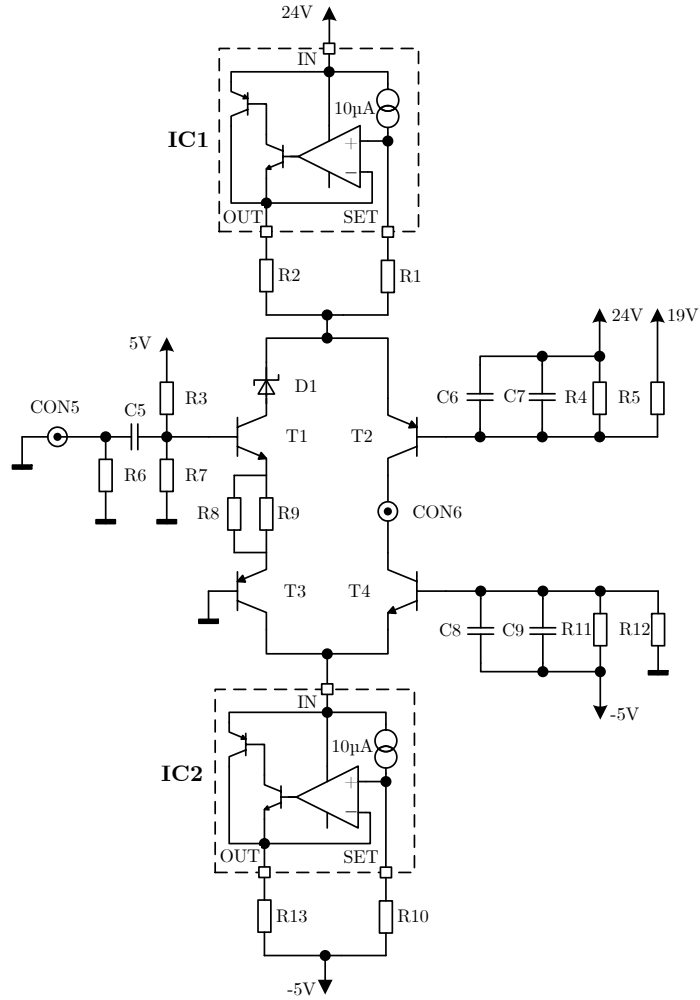 24V
IN
10µA
IC1
+
−
OUT
SET
R2
R1
5V
24V
19V
R3
D1
C6
C7
R4
R5
CON5
C5
T1
T2
R6
R7
R8
R9
CON6
T3
T4
C8
C9
R11
R12
-5V
IN
10µA
IC2
+
−
OUT
SET
R13
R10
-5V